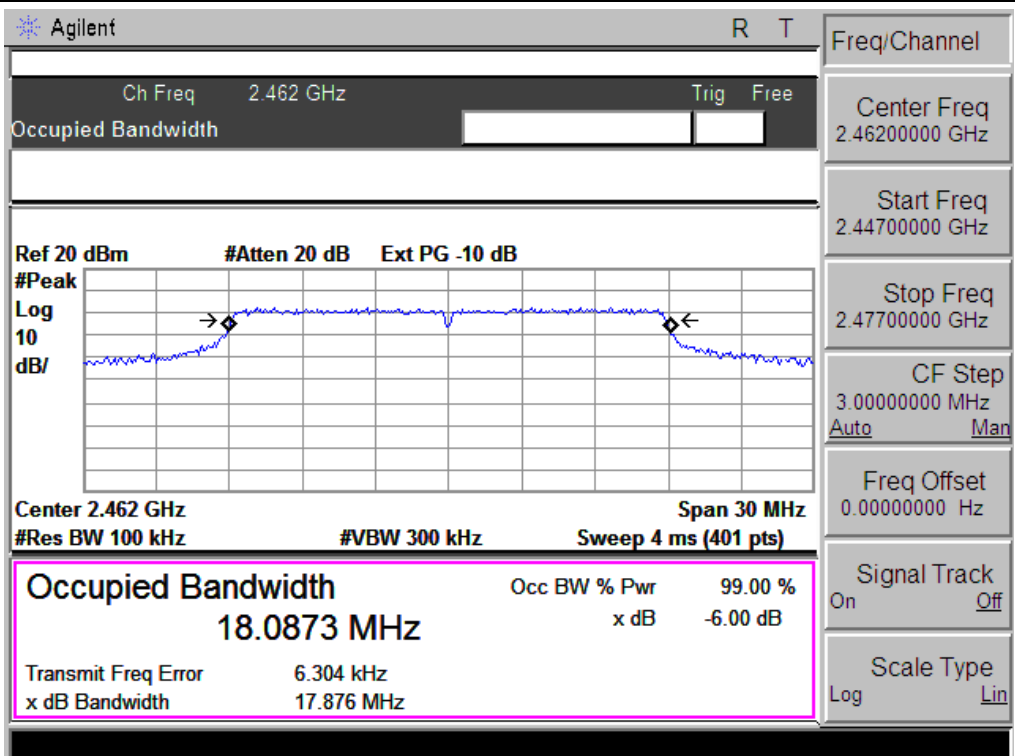 Agilent R T
Freq/Channel
Ch Freq 2.462 GHz Trig Free
Occupied Bandwidth
Center Freq
2.46200000 GHz
Start Freq
2.44700000 GHz
Stop Freq
2.47700000 GHz
CF Step
3.00000000 MHz
Auto Man
Freq Offset
0.00000000 Hz
Signal Track
On Off
Scale Type
Log Lin
Ref 20 dBm #Atten 20 dB Ext PG -10 dB
#Peak
Log
10
dB/
Center 2.462 GHz Span 30 MHz
#Res BW 100 kHz #VBW 300 kHz Sweep 4 ms (401 pts)
Occupied Bandwidth Occ BW % Pwr 99.00 %
18.0873 MHz x dB -6.00 dB
Transmit Freq Error 6.304 kHz
x dB Bandwidth 17.876 MHz